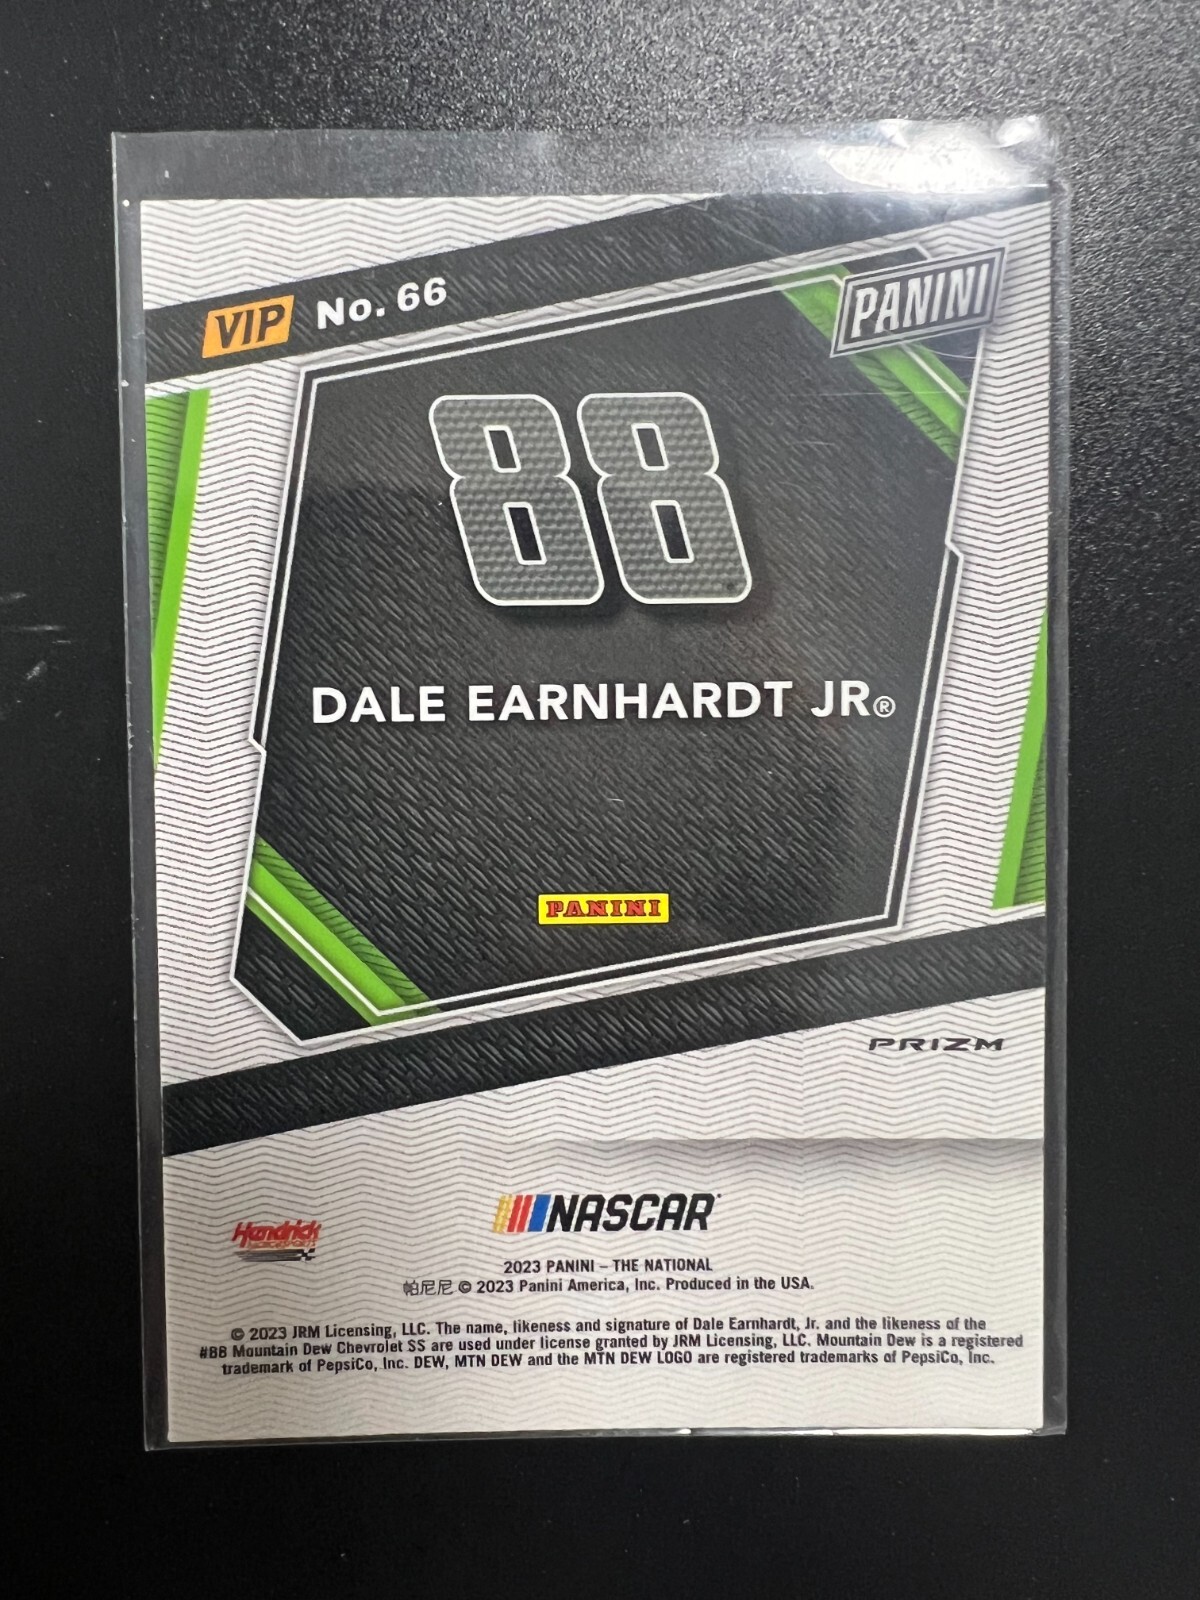 VIP No. 66
PANINI
88
DALE EARNHARDT JR®
PANINI
PRIZM
NASCAR
Hendrick
2023 PANINI – THE NATIONAL
帕尼尼 © 2023 Panini America, Inc. Produced in the USA.
© 2023 JRM Licensing, LLC. The name, likeness and signature of Dale Earnhardt, Jr. and the likeness of the
#88 Mountain Dew Chevrolet SS are used under license granted by JRM Licensing, LLC. Mountain Dew is a registered
trademark of PepsiCo, Inc. DEW, MTN DEW and the MTN DEW LOGO are registered trademarks of PepsiCo, Inc.